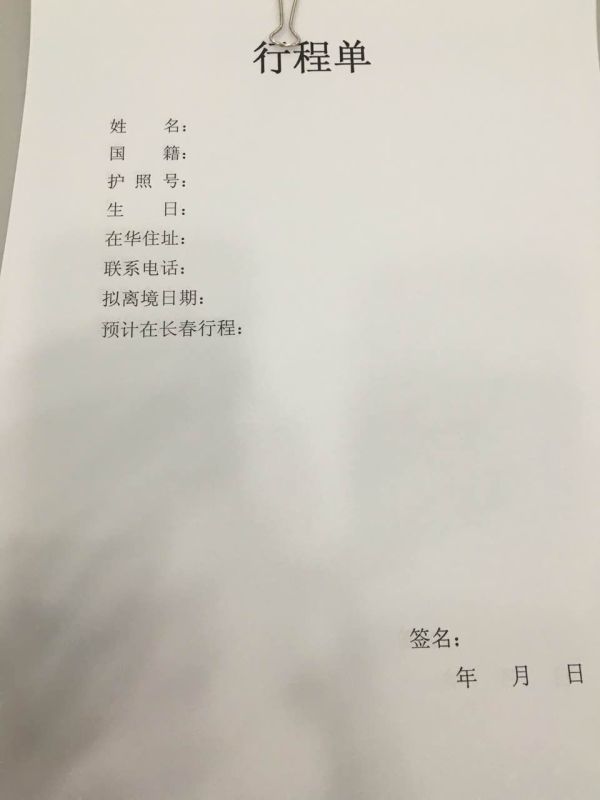 行程单
姓 名：
国 籍：
护 照 号：
生 日：
在华住址：
联系电话：
拟离境日期：
预计在长春行程：
签名：
年 月 日